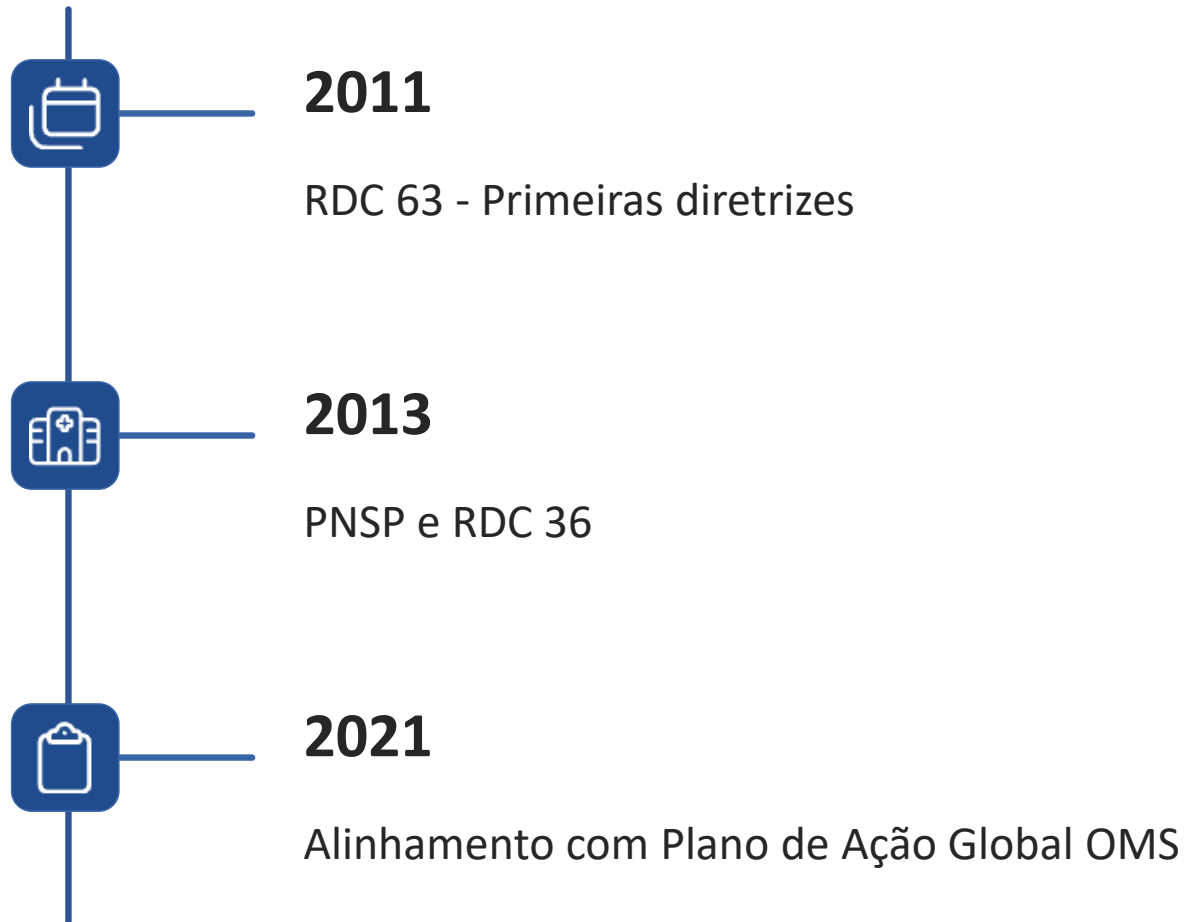 2011
RDC 63 - Primeiras diretrizes
2013
PNSP e RDC 36
2021
Alinhamento com Plano de Ação Global OMS